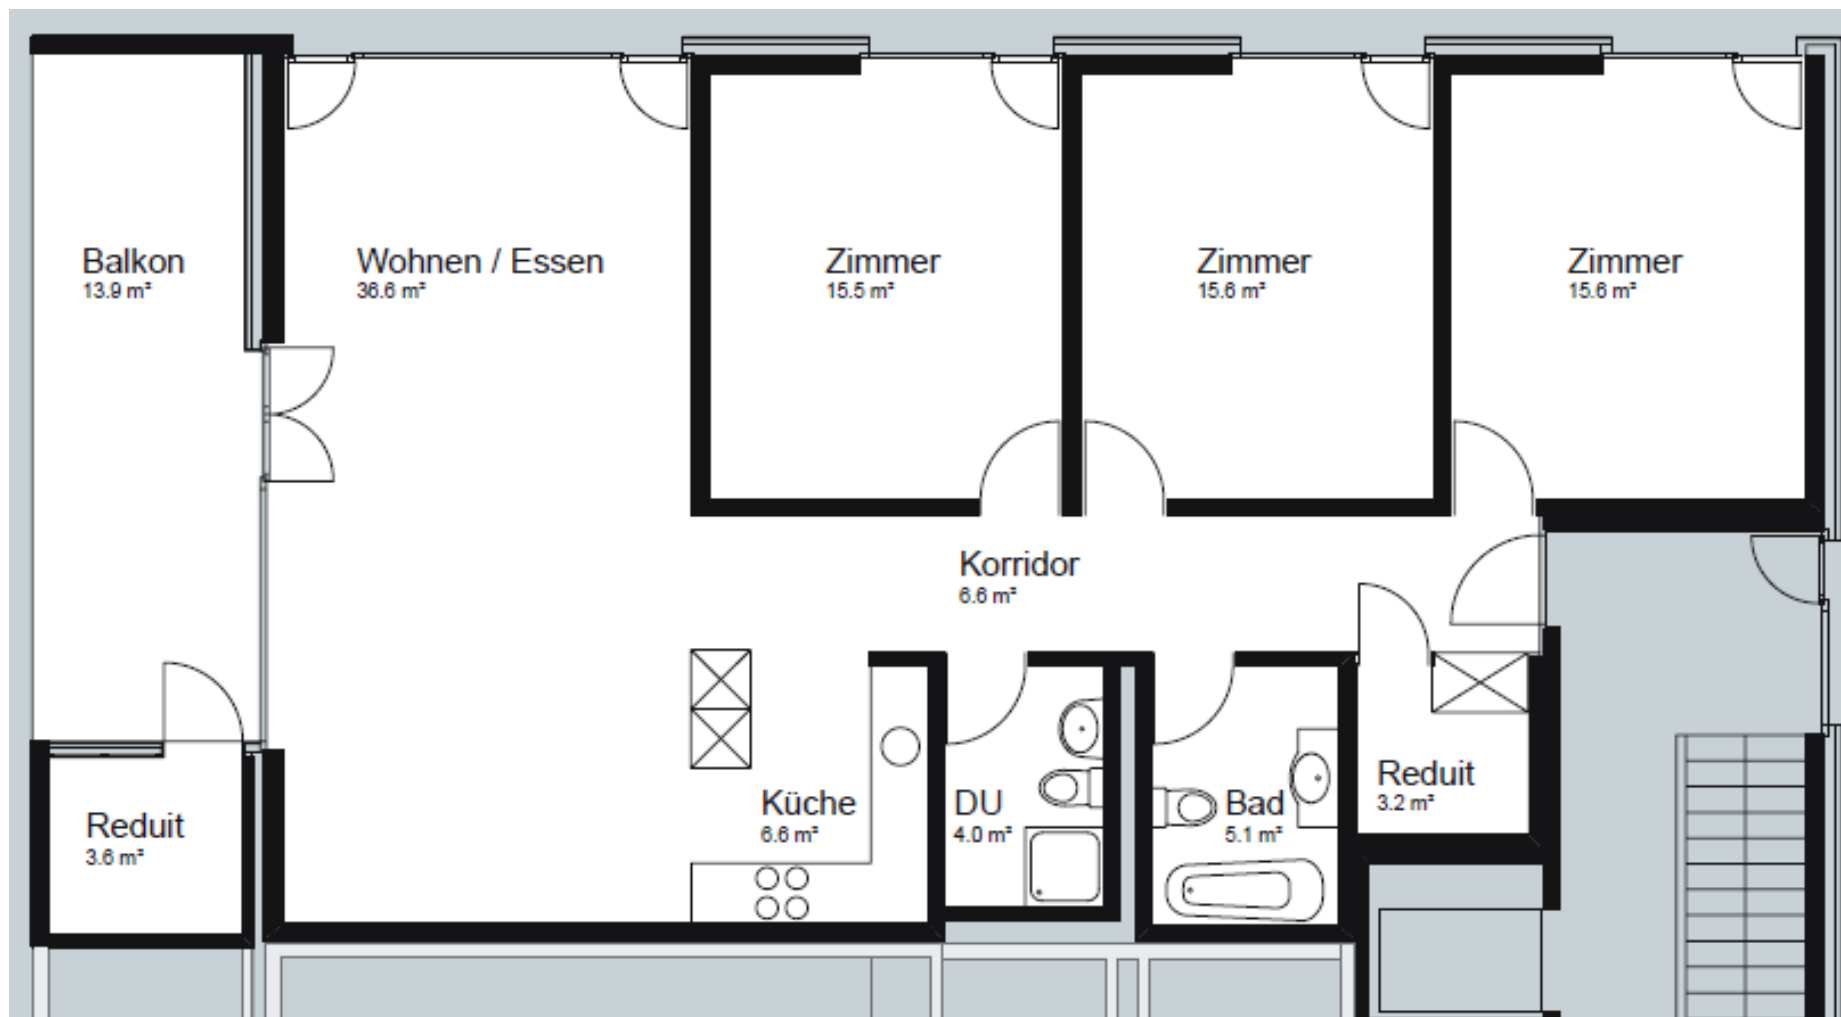 Balkon
13.9 m²
Wohnen / Essen
36.6 m²
Zimmer
15.5 m²
Zimmer
15.6 m²
Zimmer
15.6 m²
Korridor
6.6 m²
Reduit
3.6 m²
Küche
6.6 m²
DU
4.0 m²
Bad
5.1 m²
Reduit
3.2 m²